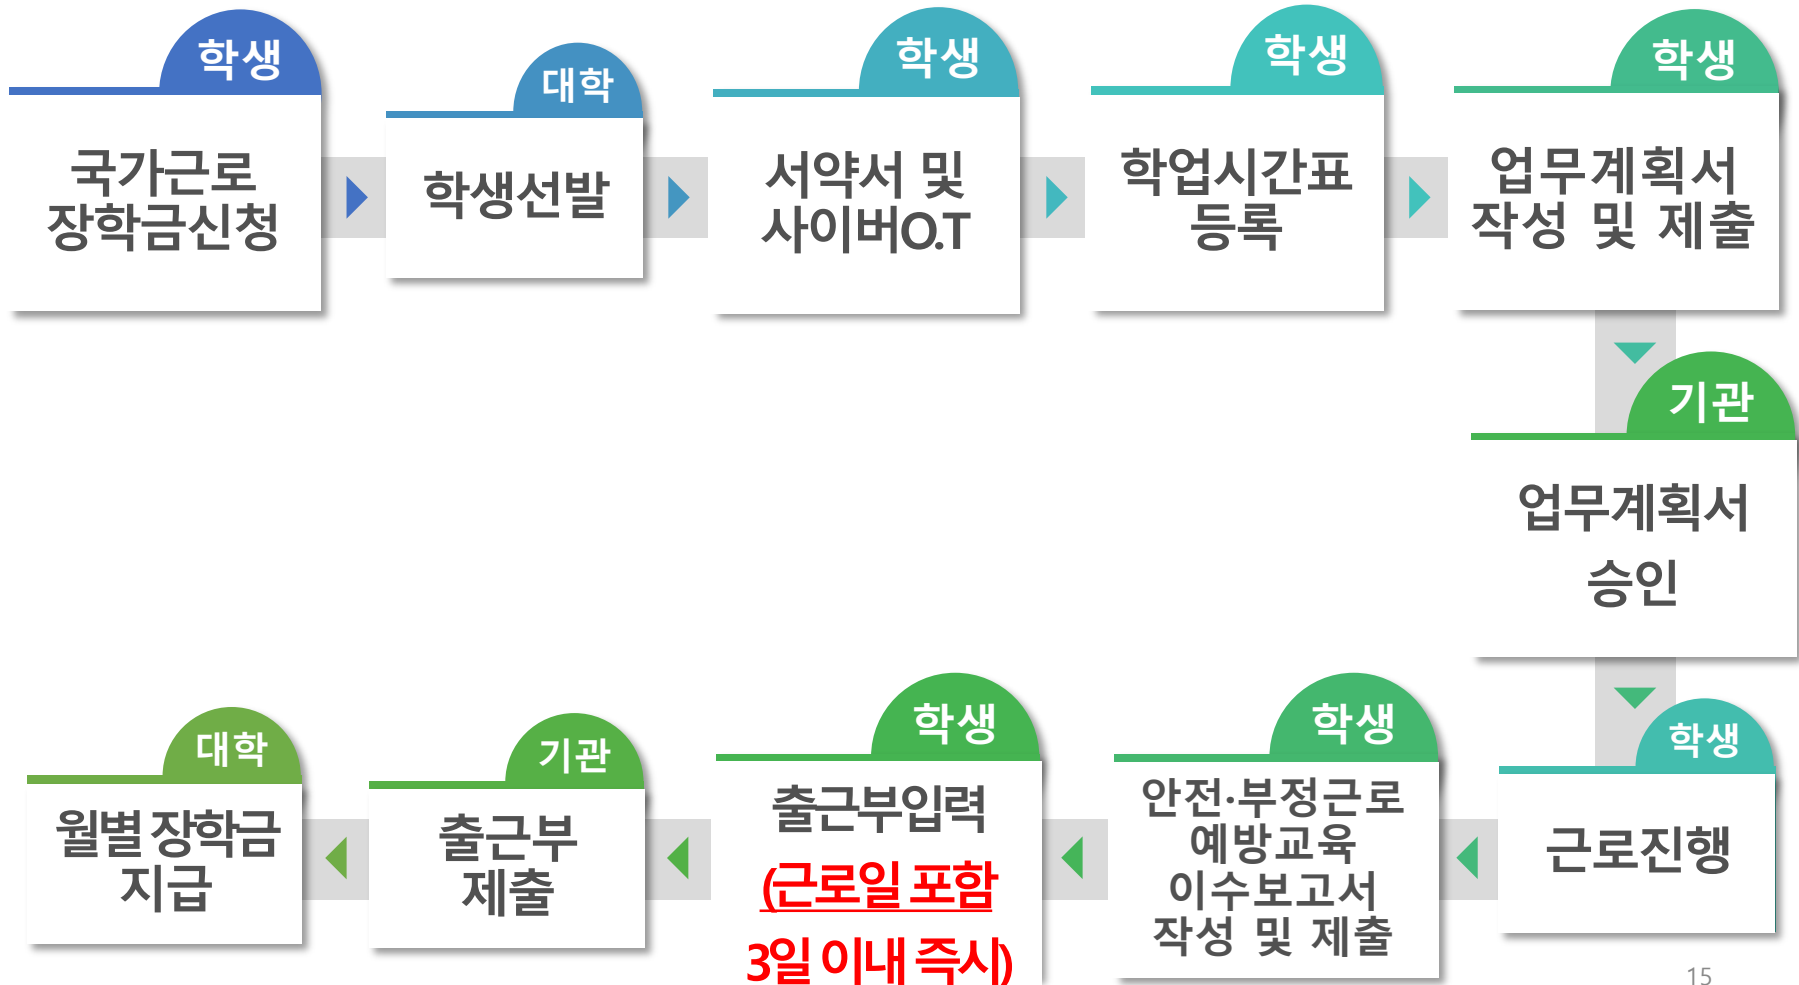 학생
국가근로
장학금신청
대학
학생선발
학생
서약서 및
사이버O.T
학생
학업시간표
등록
학생
업무계획서
작성 및 제출
기관
업무계획서
승인
학생
근로진행
학생
안전·부정근로
예방교육
이수보고서
작성 및 제출
학생
출근부입력
(근로일 포함
3일 이내 즉시)
기관
출근부
제출
대학
월별 장학금
지급
15